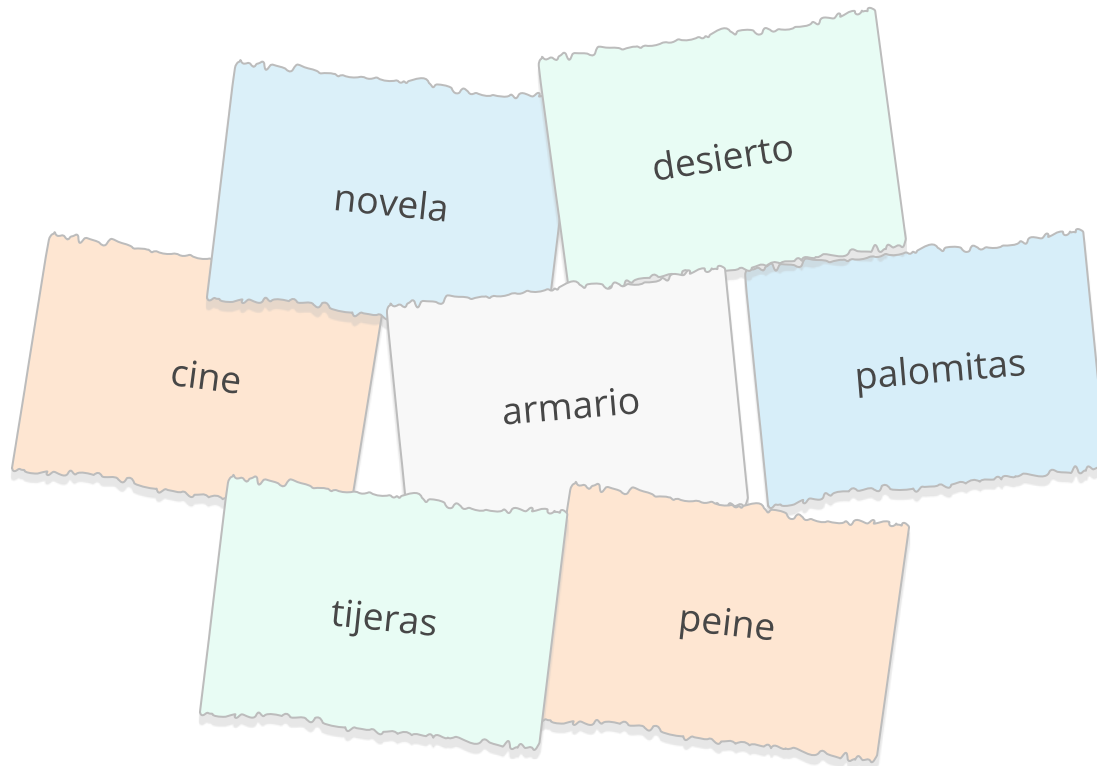 novela
desierto
cine
armario
palomitas
tijeras
peine